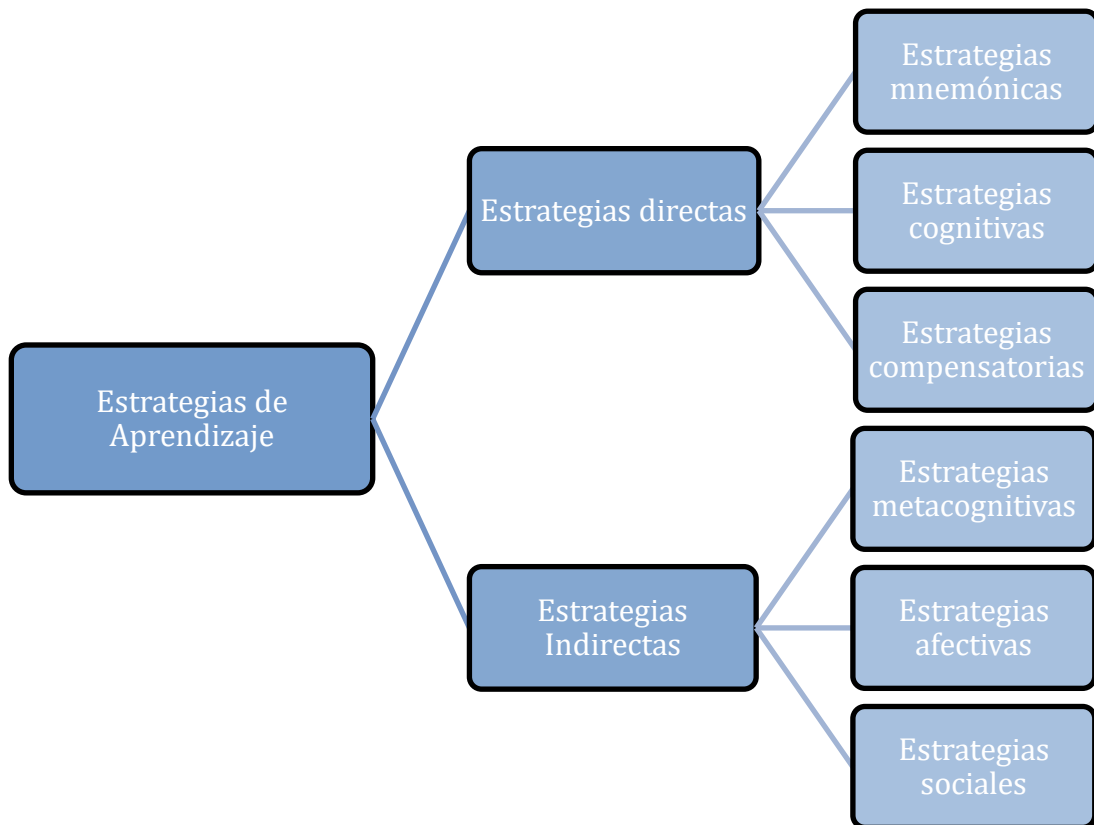 Estrategias de
Aprendizaje
Estrategias directas
Estrategias
mnemónicas
Estrategias
cognitivas
Estrategias
compensatorias
Estrategias
Indirectas
Estrategias
metacognitivas
Estrategias
afectivas
Estrategias
sociales